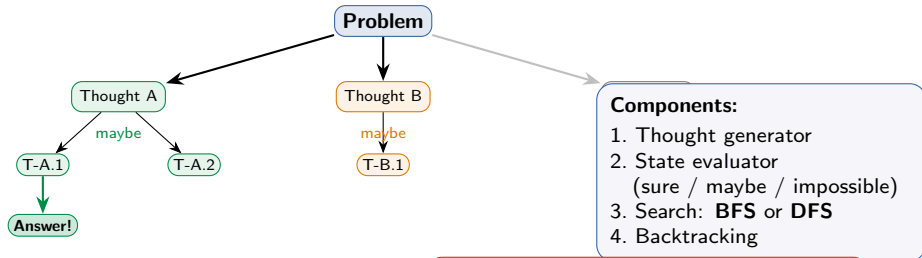 Problem
Thought A
Thought B
maybe
maybe
T-A.1
T-A.2
T-B.1
Answer!
Components:
1. Thought generator
2. State evaluator
(sure / maybe / impossible)
3. Search: BFS or DFS
4. Backtracking